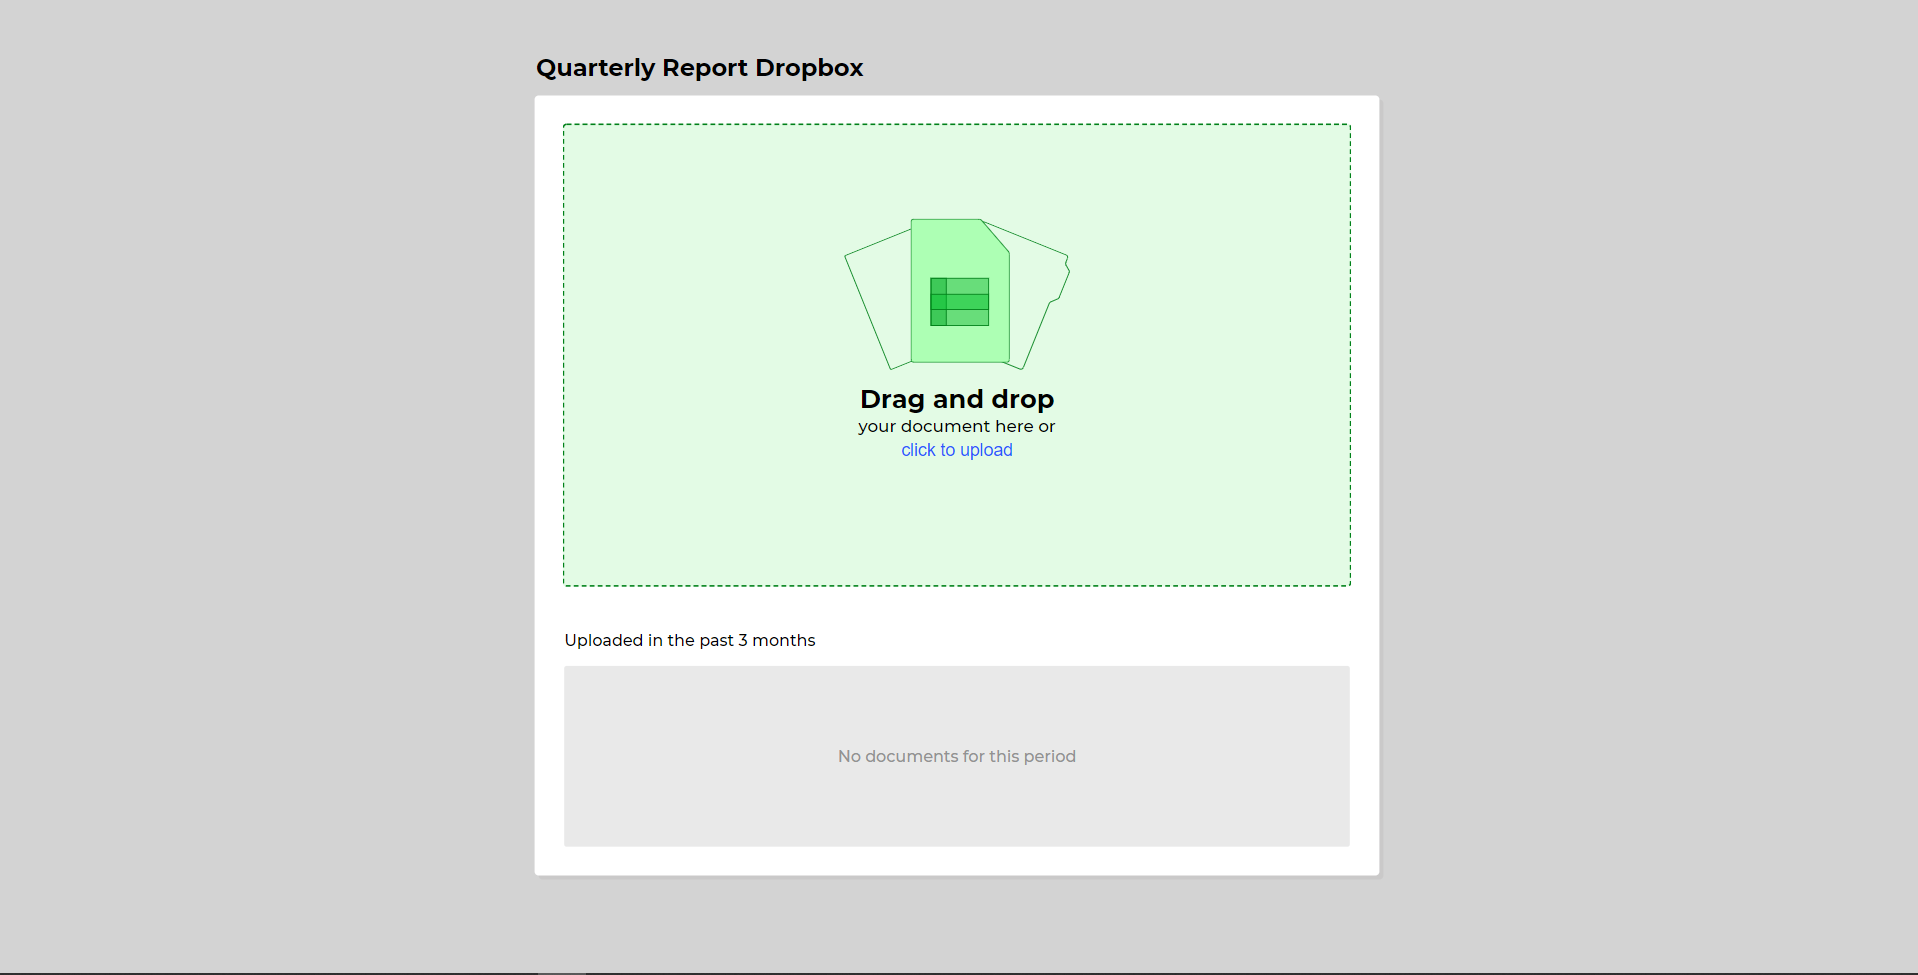 Quarterly Report Dropbox
Drag and drop
your document here or
click to upload
Uploaded in the past 3 months
No documents for this period